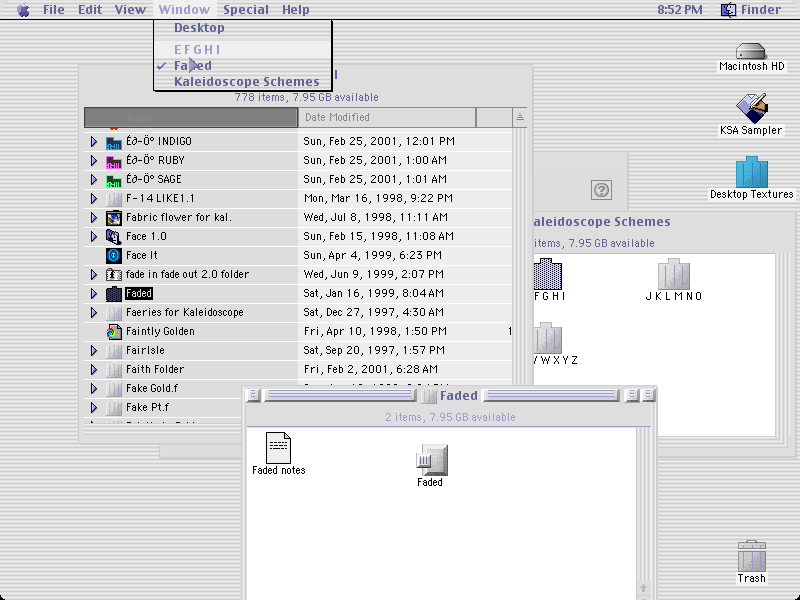 File Edit View Window Special Help 8:52 PM Finder
Desktop
E F G H I
Faded
Kaleidoscope Schemes
778 items, 7.95 GB available
Name Date Modified
Éð-Öº INDIGO Sun, Feb 25, 2001, 12:01 PM
Éð-Öº RUBY Sun, Feb 25, 2001, 1:00 AM
Éð-Öº SAGE Sun, Feb 25, 2001, 1:01 AM
F-14 LIKE1.1 Mon, Mar 16, 1998, 9:22 PM
Fabric flower for kal. Wed, Jul 8, 1998, 11:11 AM
Face 1.0 Sun, Feb 15, 1998, 11:08 AM
Face It Sun, Apr 4, 1999, 6:23 PM
fade in fade out 2.0 folder Wed, Jun 9, 1999, 2:07 PM
Faded Sat, Jan 16, 1999, 8:04 AM
Faeries for Kaleidoscope Sat, Dec 27, 1997, 4:30 AM
Faintly Golden Fri, Apr 10, 1998, 1:50 PM 1
FairIsle Sat, Sep 20, 1997, 1:57 PM
Faith Folder Fri, Feb 2, 2001, 6:28 AM
Fake Gold.f
Fake Pt.f
Macintosh HD
KSA Sampler
Desktop Textures
aleidoscope Schemes
items, 7.95 GB available
F G H I
J K L M N O
W X Y Z
Faded
2 items, 7.95 GB available
Faded notes
Faded
Trash